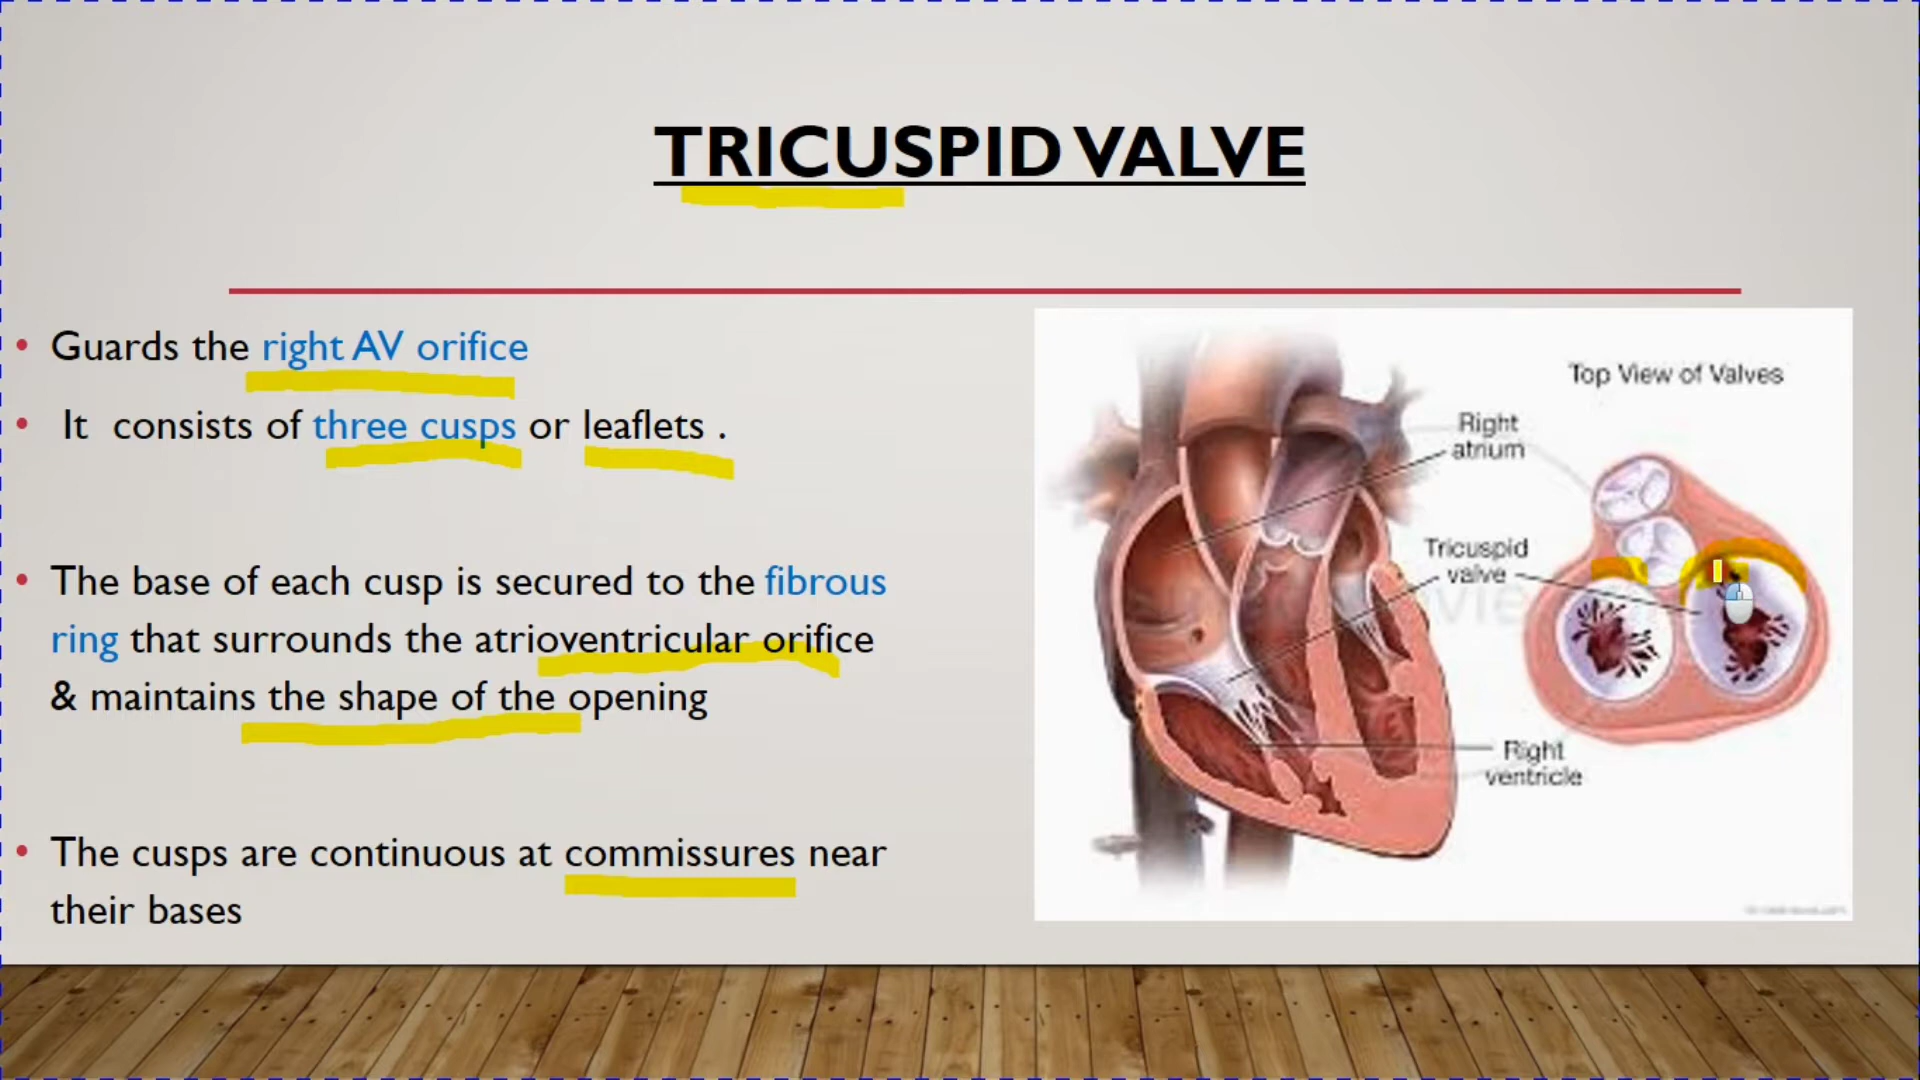 TRICUSPID VALVE
• Guards the right AV orifice
• It consists of three cusps or leaflets .
• The base of each cusp is secured to the fibrous
ring that surrounds the atrioventricular orifice
& maintains the shape of the opening
• The cusps are continuous at commissures near
their bases
Top View of Valves
Right
atrium
Tricuspid
valve
Right
ventricle